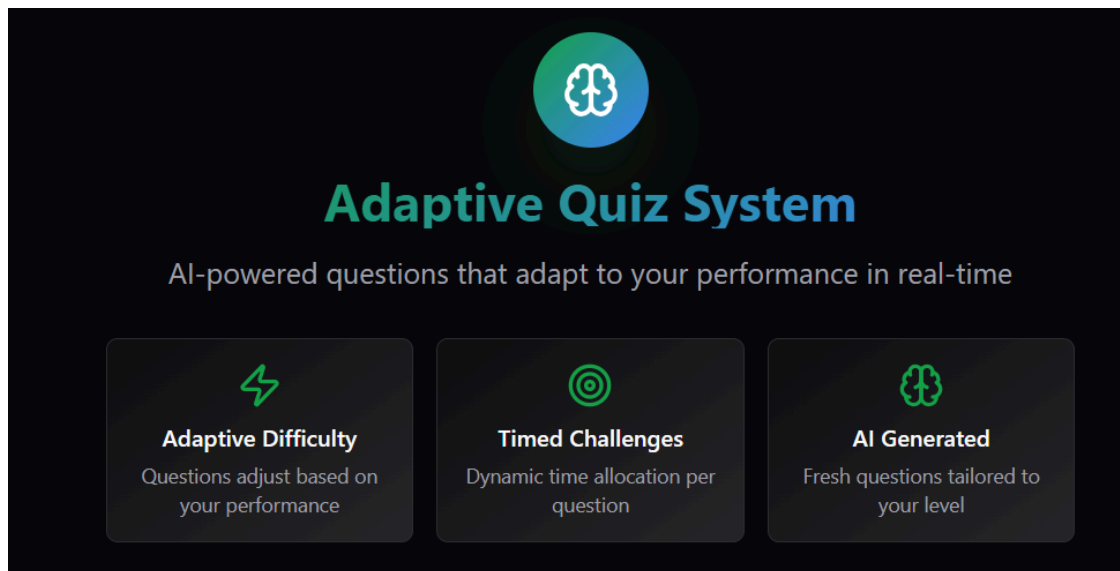 Adaptive Quiz System
AI-powered questions that adapt to your performance in real-time
Adaptive Difficulty
Questions adjust based on
your performance
Timed Challenges
Dynamic time allocation per
question
AI Generated
Fresh questions tailored to
your level